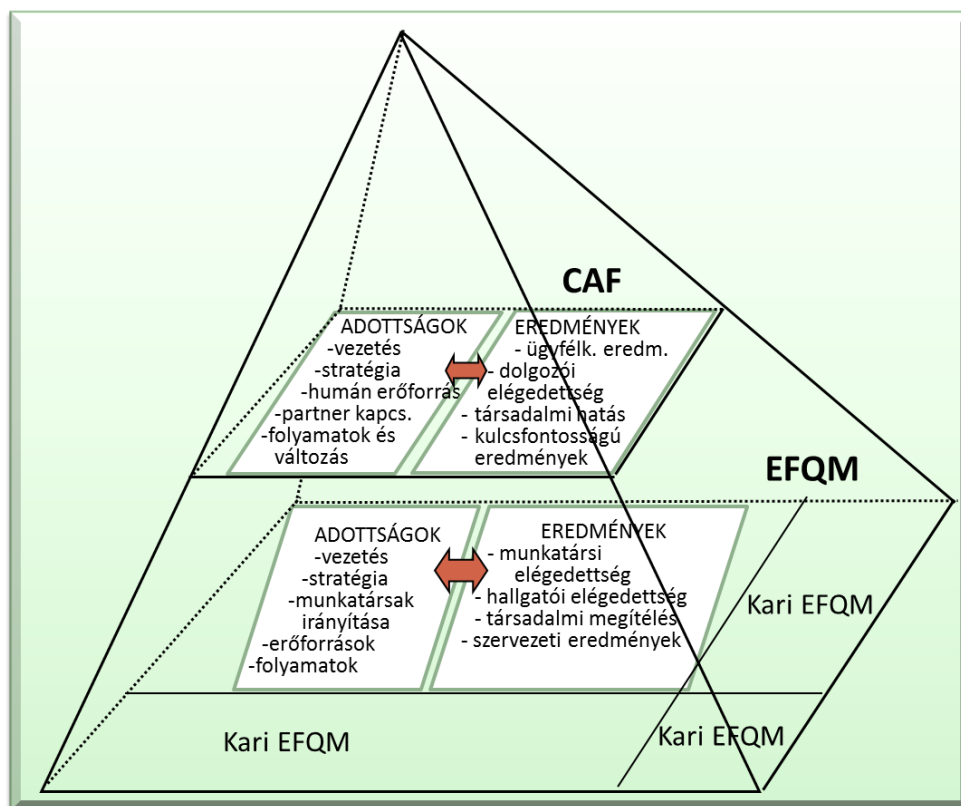 CAF
ADOTTSÁGOK
-vezetés
-stratégia
-humán erőforrás
-partner kapcs.
-folyamatok és
változás
EREDMÉNYEK
- ügyfélk. eredm.
- dolgozói
elégedettség
- társadalmi hatás
- kulcsfontosságú
eredmények
EFQM
ADOTTSÁGOK
-vezetés
-stratégia
-munkatársak
irányítása
-erőforrások
-folyamatok
EREDMÉNYEK
- munkatársi
elégedettség
- hallgatói elégedettség
- társadalmi megítélés
- szervezeti eredmények
Kari EFQM
Kari EFQM
Kari EFQM